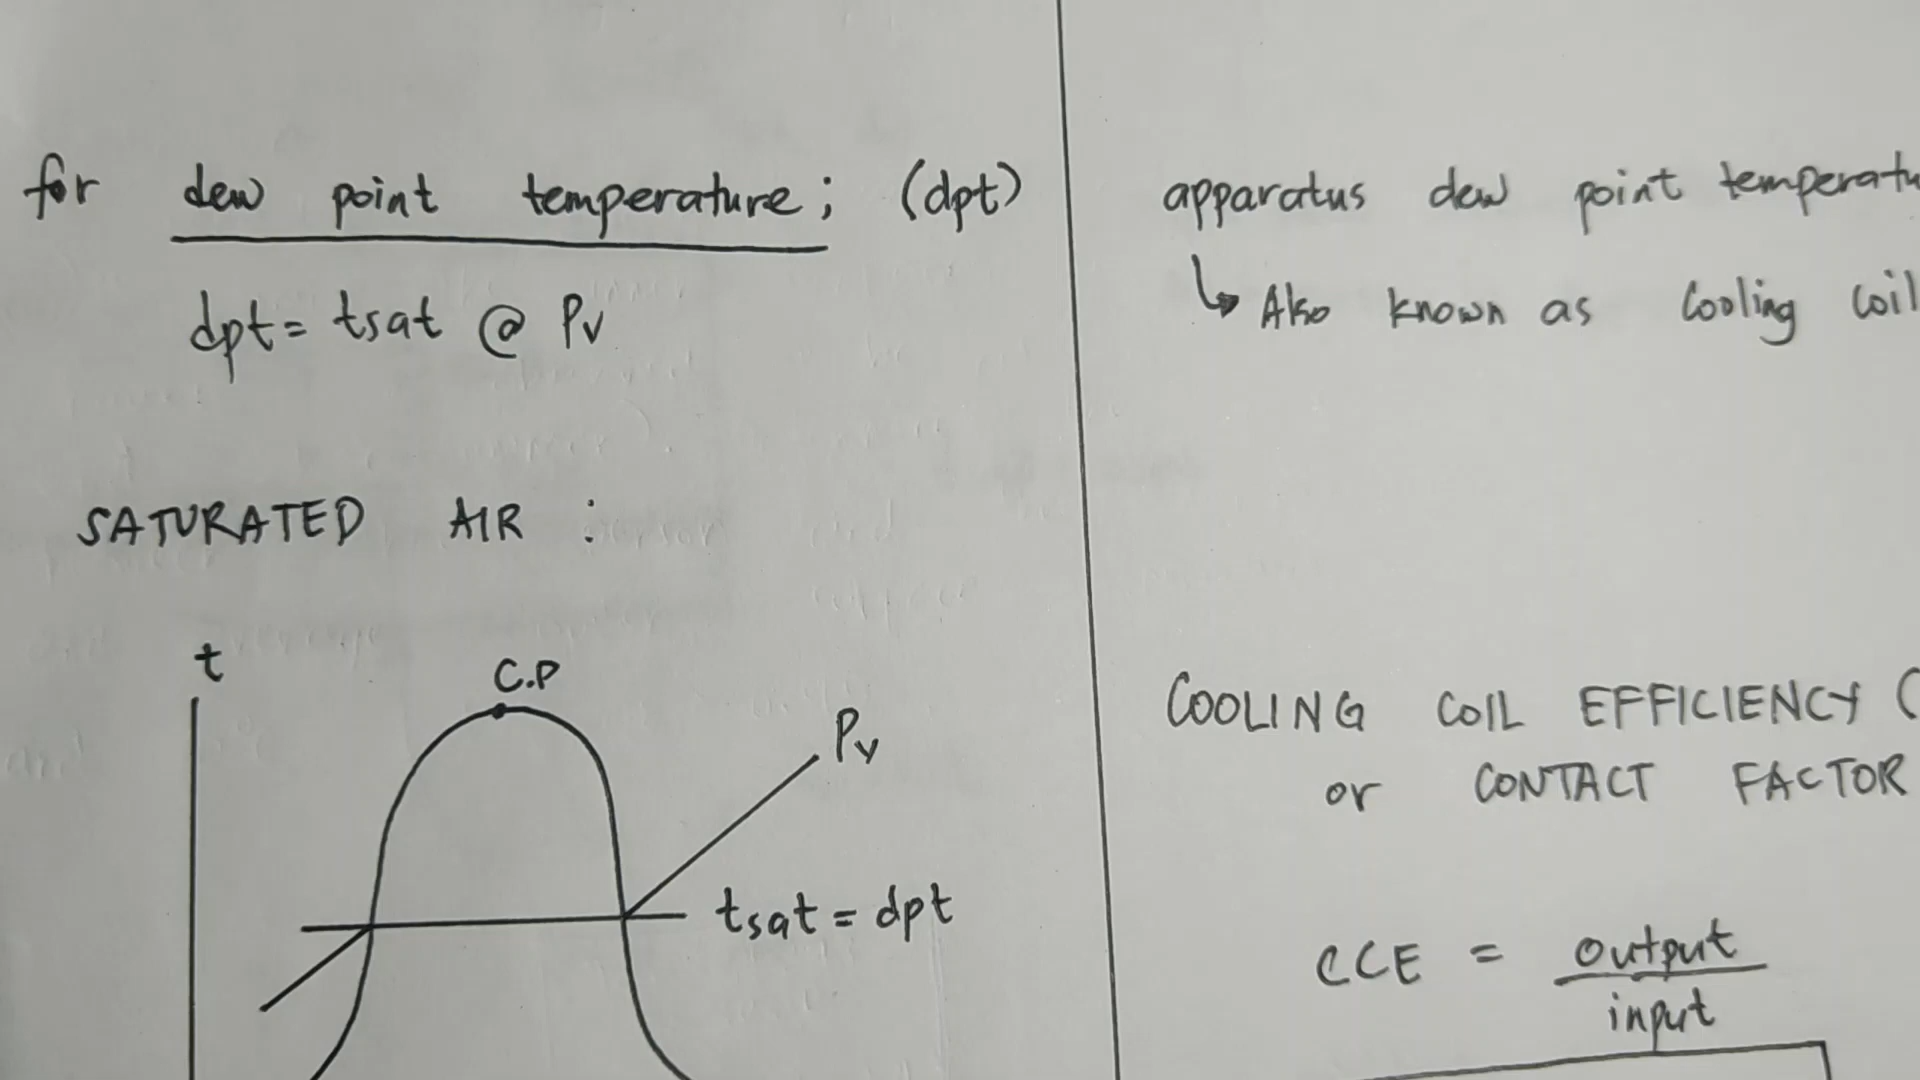 for dew point temperature; (dpt)
dpt = tsat @ Pv
SATURATED AIR :
t
C.P
Pv
tsat = dpt
apparatus dew point
↳ Also known as Cooling Coil
COOLING COIL EFFICIENCY (
or CONTACT FACTOR
CCE = output
input